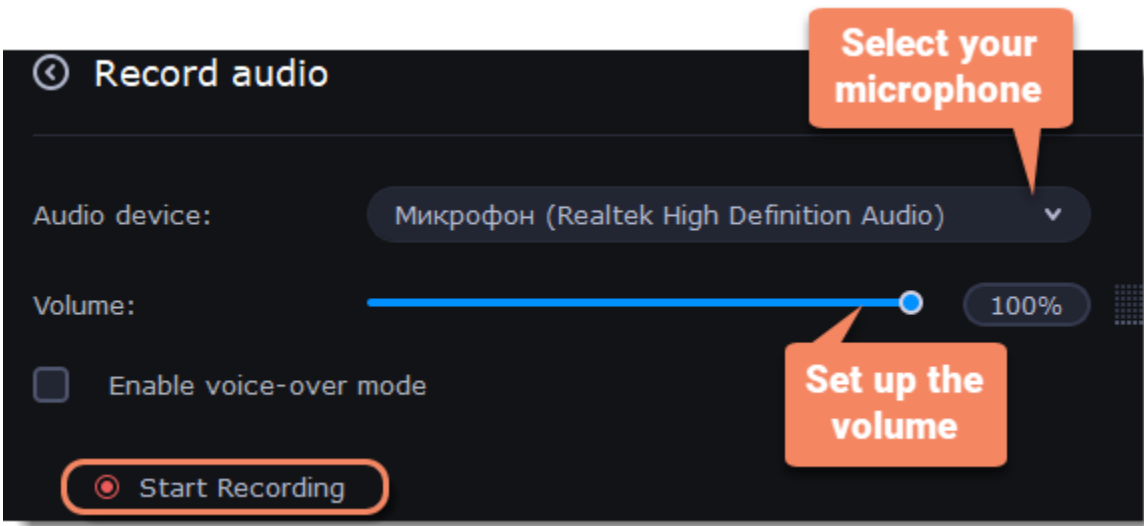 Select your
microphone
Record audio
Audio device:
Микрофон (Realtek High Definition Audio)
Volume:
100%
Set up the
volume
Enable voice-over mode
Start Recording